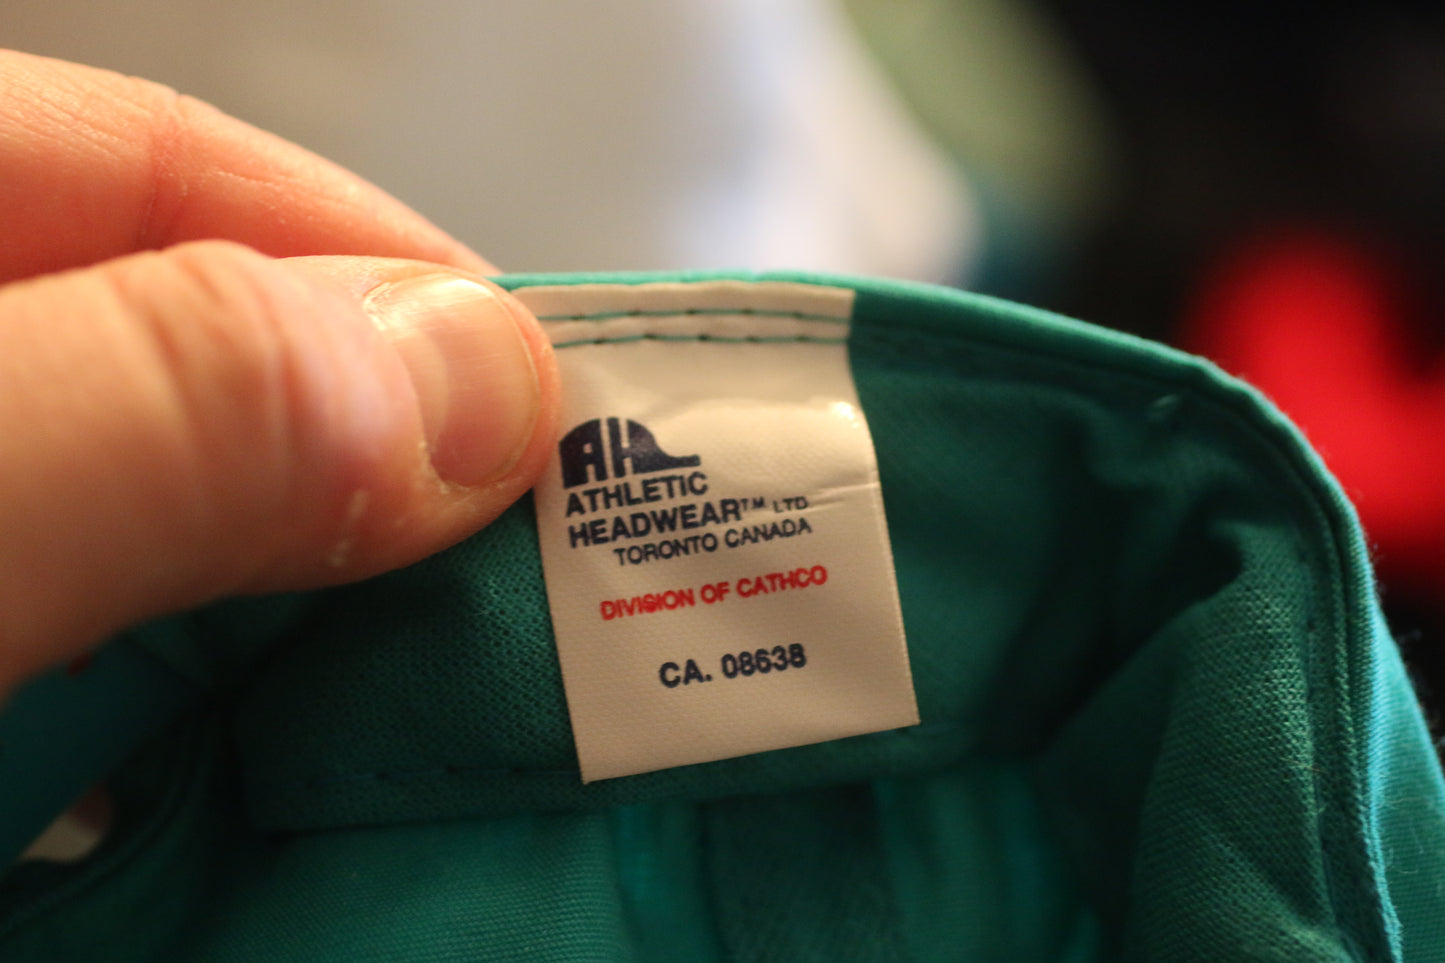 AH
ATHLETIC
HEADWEAR™ LTD
TORONTO CANADA
DIVISION OF CATHCO
CA. 08638